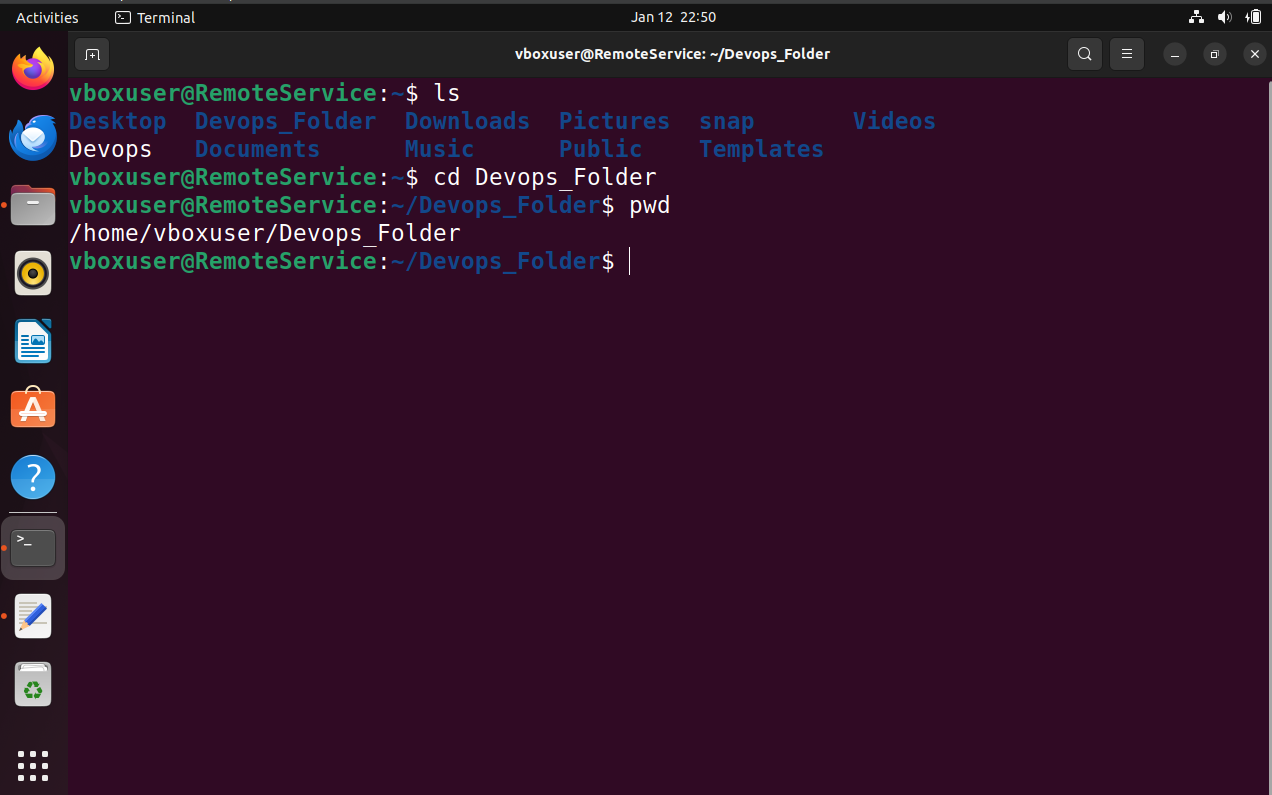 Activities Terminal Jan 12 22:50
vboxuser@RemoteService: ~/Devops_Folder
vboxuser@RemoteService:~$ ls
Desktop Devops_Folder Downloads Pictures snap Videos
Devops Documents Music Public Templates
vboxuser@RemoteService:~$ cd Devops_Folder
vboxuser@RemoteService:~/Devops_Folder$ pwd
/home/vboxuser/Devops_Folder
vboxuser@RemoteService:~/Devops_Folder$